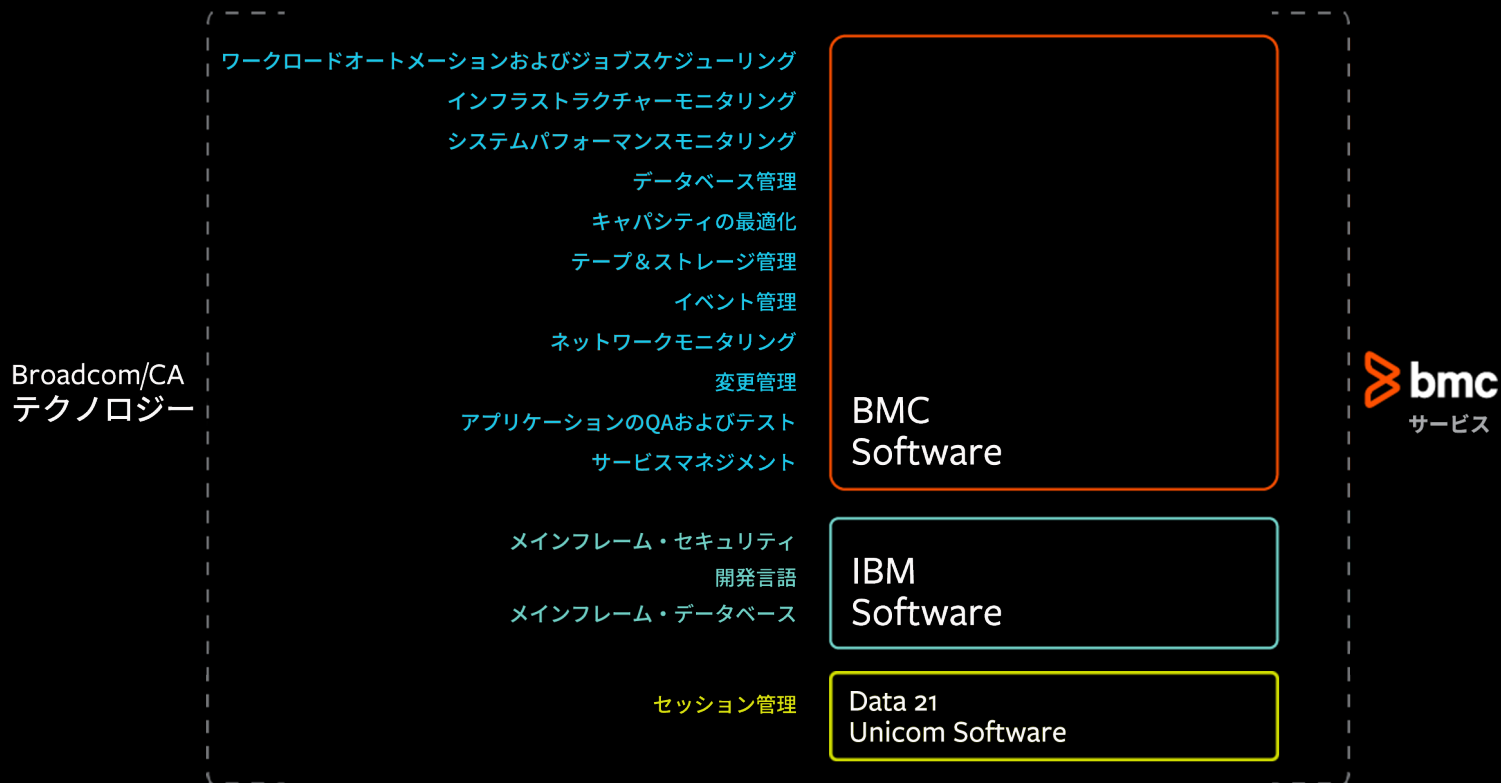 Broadcom/CA
テクノロジー
ワークロードオートメーションおよびジョブスケジューリング
インフラストラクチャーモニタリング
システムパフォーマンスモニタリング
データベース管理
キャパシティの最適化
テープ＆ストレージ管理
イベント管理
ネットワークモニタリング
変更管理
アプリケーションのQAおよびテスト
サービスマネジメント
BMC
Software
メインフレーム・セキュリティ
開発言語
メインフレーム・データベース
IBM
Software
セッション管理
Data 21
Unicom Software
bmc
サービス